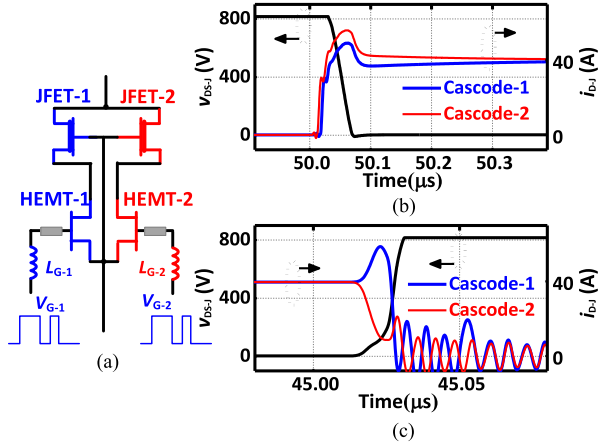 JFET-1 JFET-2
HEMT-1 HEMT-2
LG-1 LG-2
VG-1 VG-2
(a)
800
400
0
vDS-J (V)
40
0
iD-J (A)
Cascode-1
Cascode-2
50.0 50.1 50.2 50.3
Time(μs)
(b)
800
400
0
vDS-J (V)
40
0
iD-J (A)
Cascode-1
Cascode-2
45.00 45.05
Time(μs)
(c)